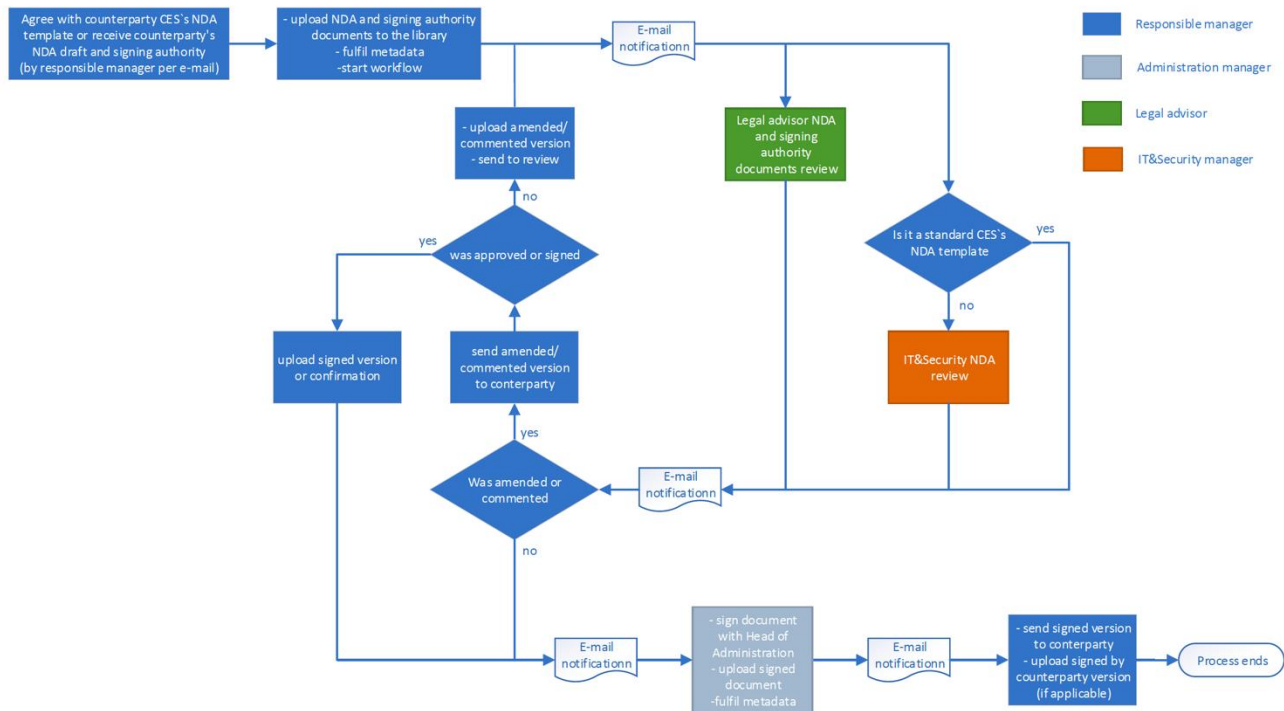 Agree with counterparty CES's NDA
template or receive counterparty's
NDA draft and signing authority
(by responsible manager per e-mail)
- upload NDA and signing authority
documents to the library
- fulfil metadata
-start workflow
E-mail
notificationn
Responsible manager
Administration manager
Legal advisor
IT&Security manager
- upload amended/
commented version
- send to review
Legal advisor NDA
and signing
authority
documents review
no
yes
was approved or signed
Is it a standard CES`s
NDA template
yes
no
upload signed version
or confirmation
send amended/
commented version
to conterparty
IT&Security NDA
review
yes
Was amended or
commented
E-mail
notificationn
no
E-mail
notificationn
- sign document
with Head of
Administration
- upload signed
document
-fulfil metadata
E-mail
notificationn
- send signed version
to conterparty
- upload signed by
counterparty version
(if applicable)
Process ends